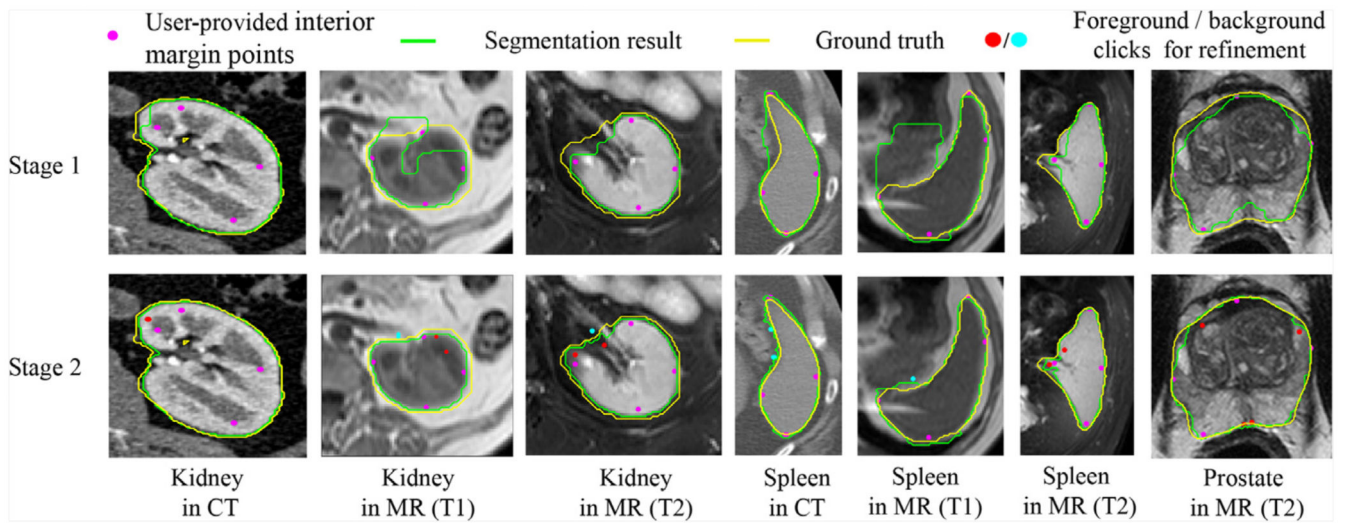 User-provided interior
margin points
Segmentation result
Ground truth
/
Foreground / background
clicks for refinement
Stage 1
Stage 2
Kidney
in CT
Kidney
in MR (T1)
Kidney
in MR (T2)
Spleen
in CT
Spleen
in MR (T1)
Spleen
in MR (T2)
Prostate
in MR (T2)